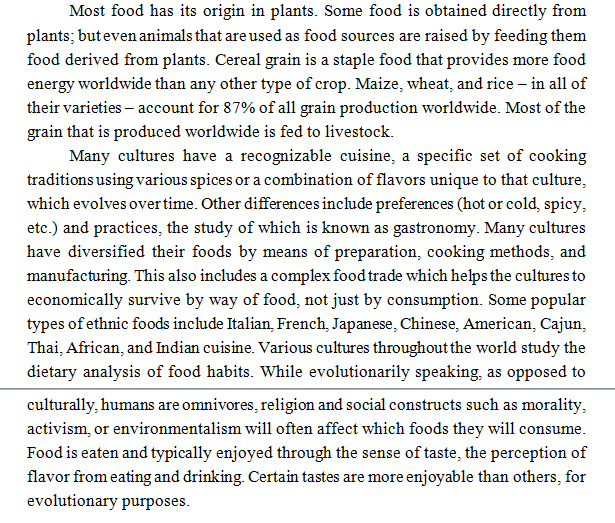 Most food has its origin in plants. Some food is obtained directly from
plants; but even animals that are used as food sources are raised by feeding them
food derived from plants. Cereal grain is a staple food that provides more food
energy worldwide than any other type of crop. Maize, wheat, and rice – in all of
their varieties – account for 87% of all grain production worldwide. Most of the
grain that is produced worldwide is fed to livestock.
Many cultures have a recognizable cuisine, a specific set of cooking
traditions using various spices or a combination of flavors unique to that culture,
which evolves over time. Other differences include preferences (hot or cold, spicy,
etc.) and practices, the study of which is known as gastronomy. Many cultures
have diversified their foods by means of preparation, cooking methods, and
manufacturing. This also includes a complex food trade which helps the cultures to
economically survive by way of food, not just by consumption. Some popular
types of ethnic foods include Italian, French, Japanese, Chinese, American, Cajun,
Thai, African, and Indian cuisine. Various cultures throughout the world study the
dietary analysis of food habits. While evolutionarily speaking, as opposed to
culturally, humans are omnivores, religion and social constructs such as morality,
activism, or environmentalism will often affect which foods they will consume.
Food is eaten and typically enjoyed through the sense of taste, the perception of
flavor from eating and drinking. Certain tastes are more enjoyable than others, for
evolutionary purposes.